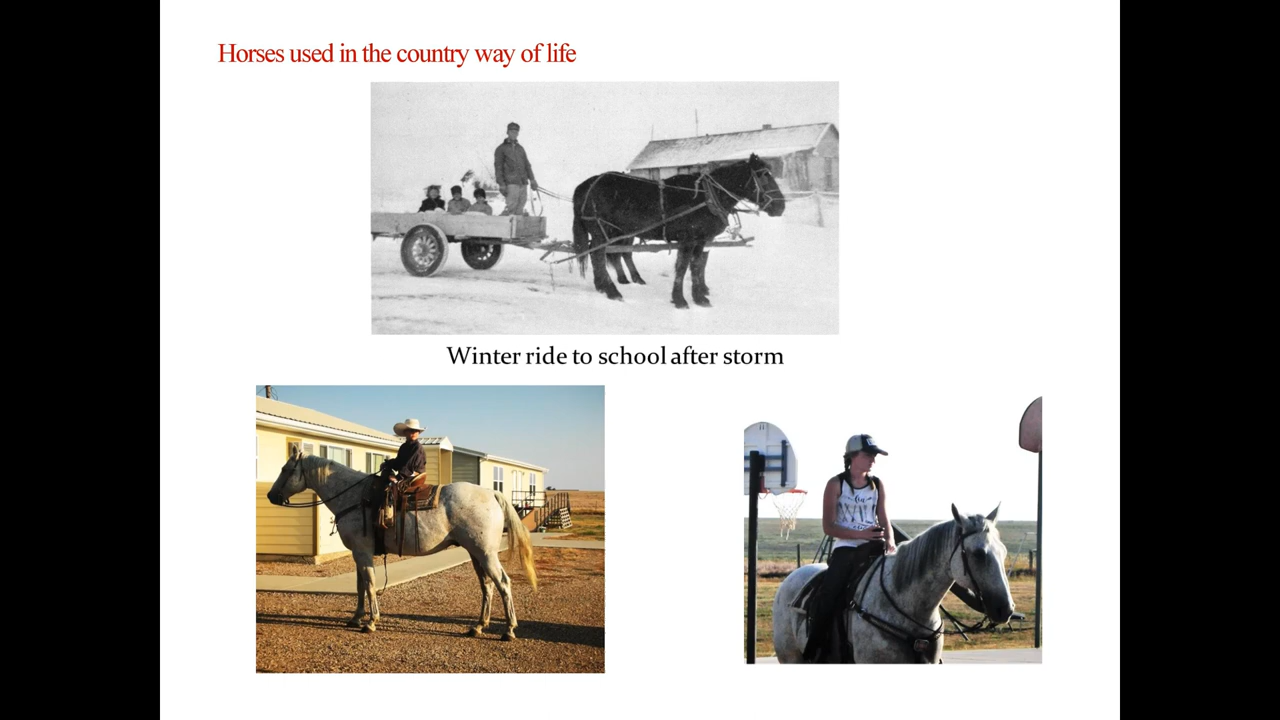 Horses used in the country way of life
Winter ride to school after storm